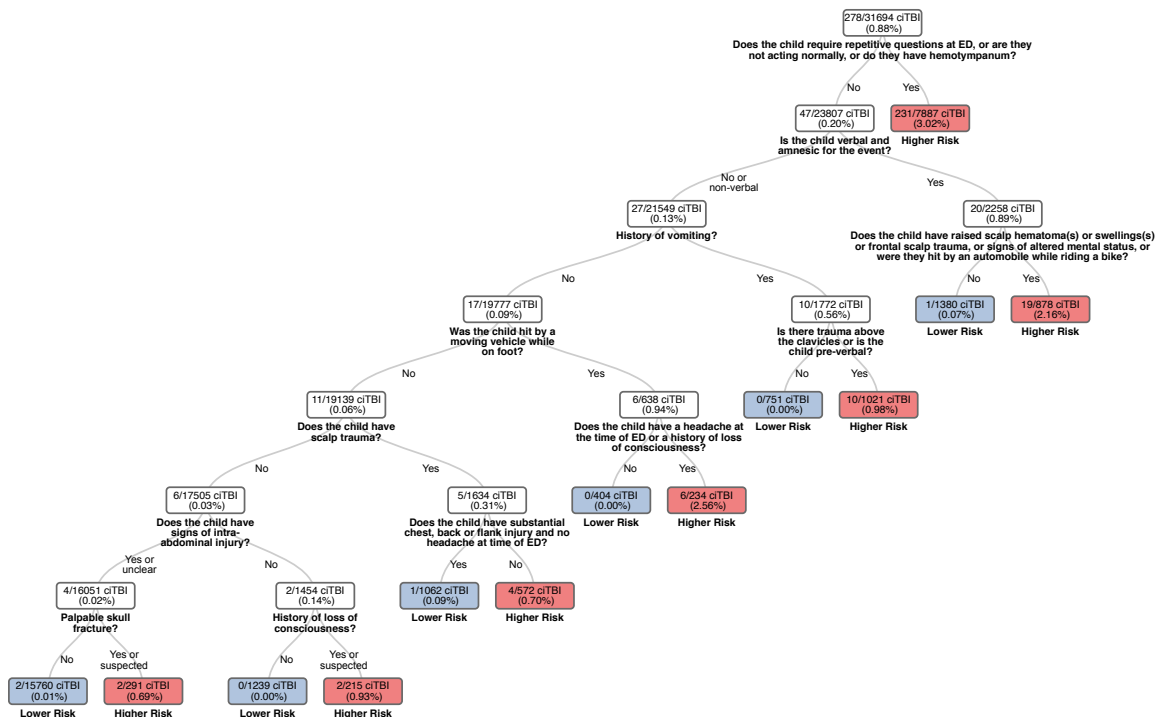 278/31694 ciTBI
(0.88%)
Does the child require repetitive questions at ED, or are they
not acting normally, or do they have hemotympanum?
No
Yes
47/23807 ciTBI
(0.20%)
Is the child verbal and
amnesic for the event?
231/7887 ciTBI
(3.02%)
Higher Risk
No or
non-verbal
Yes
27/21549 ciTBI
(0.13%)
History of vomiting?
20/2258 ciTBI
(0.89%)
Does the child have raised scalp hematoma(s) or swellings(s)
or frontal scalp trauma, or signs of altered mental status, or
were they hit by an automobile while riding a bike?
No
Yes
No
Yes
17/19777 ciTBI
(0.09%)
Was the child hit by a
moving vehicle while
on foot?
10/1772 ciTBI
(0.56%)
Is there trauma above
the clavicles or is the
child pre-verbal?
1/1380 ciTBI
(0.07%)
Lower Risk
19/878 ciTBI
(2.16%)
Higher Risk
No
Yes
No
Yes
11/19139 ciTBI
(0.06%)
Does the child have
scalp trauma?
6/638 ciTBI
(0.94%)
Does the child have a headache at
the time of ED or a history of loss
of consciousness?
0/751 ciTBI
(0.00%)
Lower Risk
10/1021 ciTBI
(0.98%)
Higher Risk
No
Yes
No
Yes
6/17505 ciTBI
(0.03%)
Does the child have
signs of intra-
abdominal injury?
5/1634 ciTBI
(0.31%)
Does the child have substantial
chest, back or flank injury and no
headache at time of ED?
0/404 ciTBI
(0.00%)
Lower Risk
6/234 ciTBI
(2.56%)
Higher Risk
Yes or
unclear
No
Yes
No
4/16051 ciTBI
(0.02%)
Palpable skull
fracture?
2/1454 ciTBI
(0.14%)
History of loss of
consciousness?
1/1062 ciTBI
(0.09%)
Lower Risk
4/572 ciTBI
(0.70%)
Higher Risk
No
Yes or
suspected
No
Yes or
suspected
2/15760 ciTBI
(0.01%)
Lower Risk
2/291 ciTBI
(0.69%)
Higher Risk
0/1239 ciTBI
(0.00%)
Lower Risk
2/215 ciTBI
(0.93%)
Higher Risk